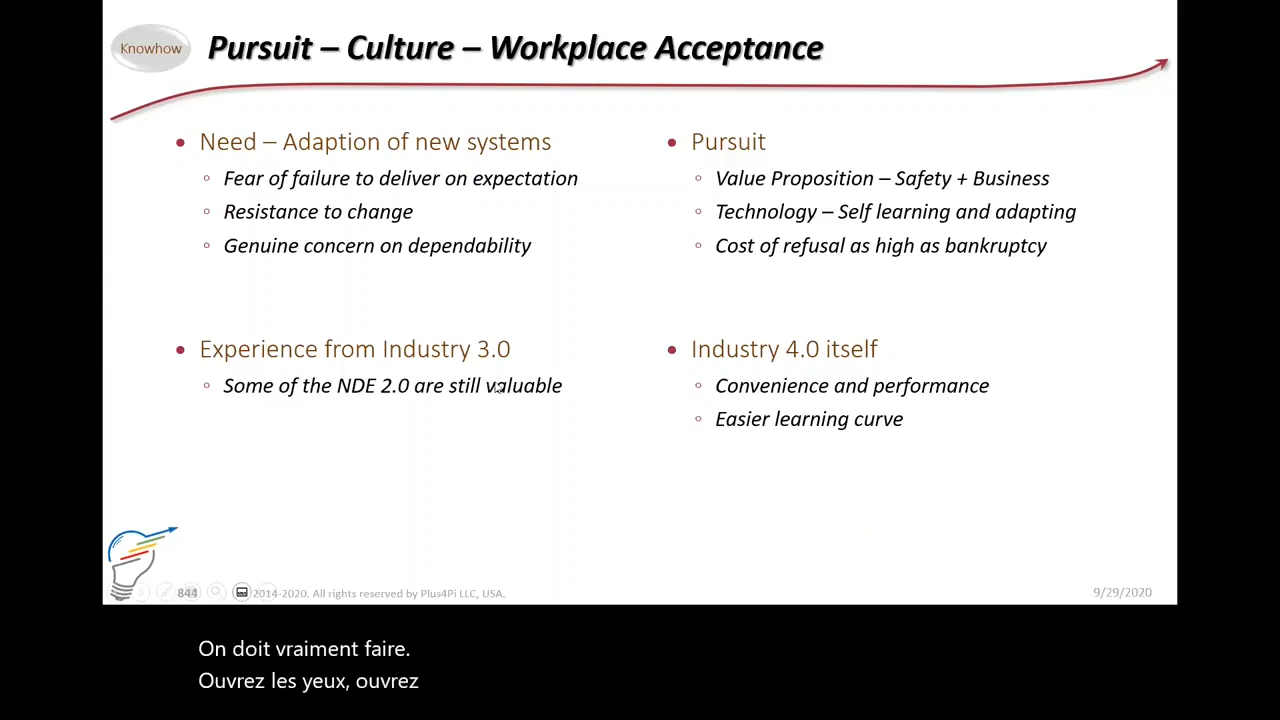 Knowhow
Pursuit – Culture – Workplace Acceptance
Need – Adaption of new systems
Fear of failure to deliver on expectation
Resistance to change
Genuine concern on dependability
Pursuit
Value Proposition – Safety + Business
Technology – Self learning and adapting
Cost of refusal as high as bankruptcy
Experience from Industry 3.0
Some of the NDE 2.0 are still valuable
Industry 4.0 itself
Convenience and performance
Easier learning curve
844
2014-2020. All rights reserved by Plus4Pi LLC, USA.
9/29/2020
On doit vraiment faire.
Ouvrez les yeux, ouvrez